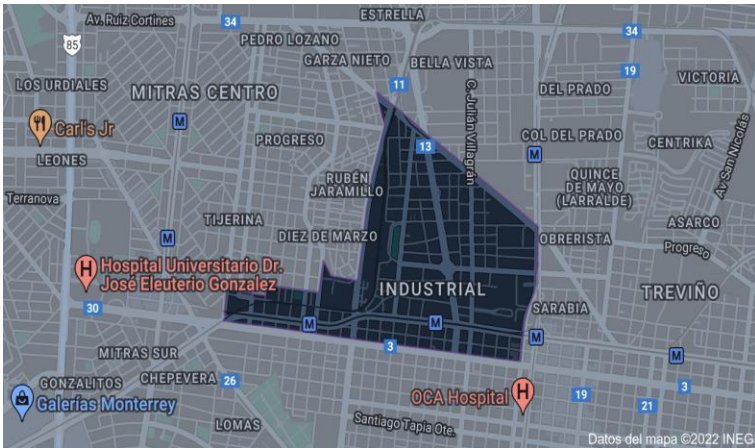 ESTRELLA
Av. Ruiz Cortines
34
34
PEDRO LOZANO
85
GARZA NIETO
BELLA VISTA
19
VICTORIA
LOS URDIALES
MITRAS CENTRO
11
DEL PRADO
C. Julián Villagrán
M
Carl's Jr
PROGRESO
13
COL DEL PRADO
CENTRIKA
Av San Nicolás
LEONES
M
RUBÉN
JARAMILLO
QUINCE
DE MAYO
(LARRALDE)
Terranova
TIJERINA
ASARCO
M
DIEZ DE MARZO
OBRERISTA
Progreso
H
Hospital Universitario Dr.
José Eleuterio Gonzalez
INDUSTRIAL
TREVIÑO
30
SARABIA
M
M
M
3
M
MITRAS SUR
GONZALITOS
CHEPEVERA
26
3
Galerías Monterrey
OCA Hospital
H
19
21
LOMAS
Santiago Tapia Ote.
Datos del mapa ©2022 INEG